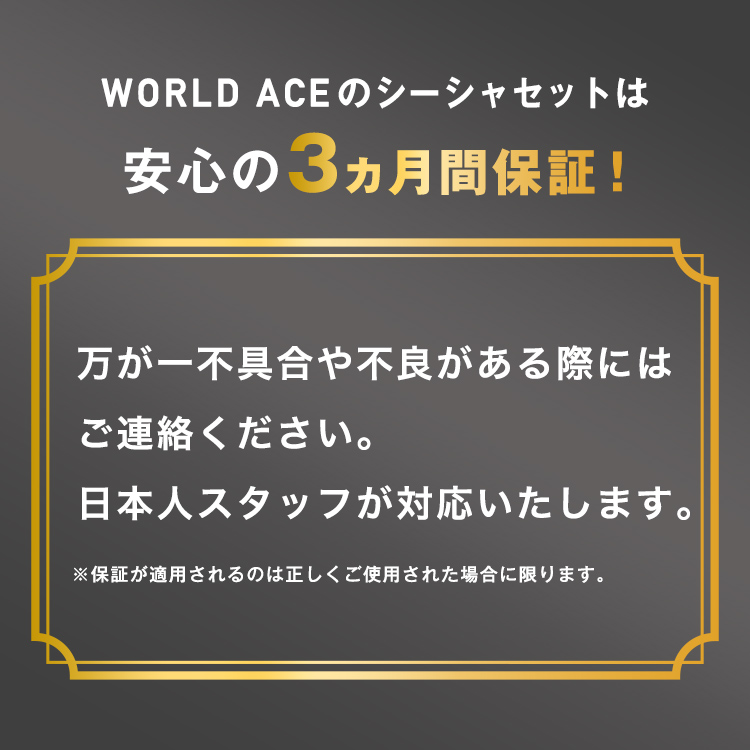 WORLD ACEのシーシャセットは
安心の3ヵ月間保証！
万が一不具合や不良がある際には
ご連絡ください。
日本人スタッフが対応いたします。
※保証が適用されるのは正しくご使用された場合に限ります。